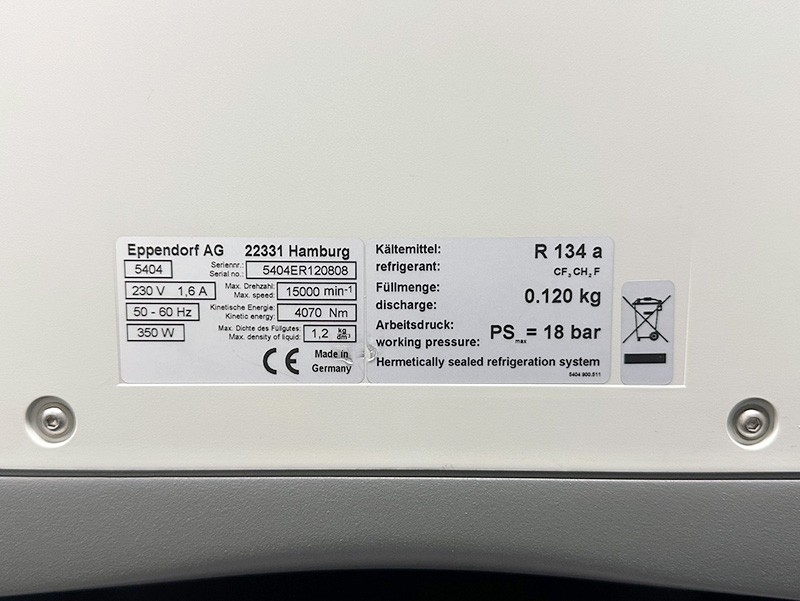 Eppendorf AG 22331 Hamburg
5404 Seriennr.: Serial no.: 5404ER120808
230 V 1,6 A Max. Drehzahl: Max. speed: 15000 min-1
50 - 60 Hz Kinetische Energie: Kinetic energy: 4070 Nm
350 W Max. Dichte des Füllgutes: Max. density of liquid: 1,2 kg dm³
CE Made in
Germany
Kältemittel: R 134 a
refrigerant: CF₃CH₂F
Füllmenge:
discharge: 0.120 kg
Arbeitsdruck:
working pressure: PSmax = 18 bar
Hermetically sealed refrigeration system
5404 900.511